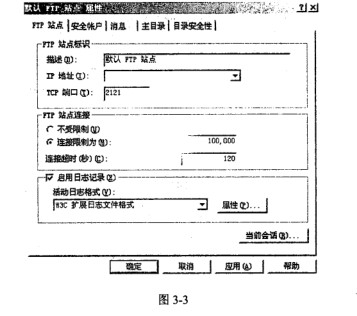 默认 FTP 站点 属性 ? ×
FTP 站点 安全帐户 消息 主目录 目录安全性
FTP 站点标识
描述(D): 默认 FTP 站点
IP 地址(I):
TCP 端口(T): 2121
FTP 站点连接
不受限制(U)
连接限制为(M): 100,000
连接超时(秒)(C): 120
启用日志记录(E)
活动日志格式(V):
W3C 扩展日志文件格式 属性(P)...
当前会话(R)...
确定 取消 应用(A) 帮助
图 3-3